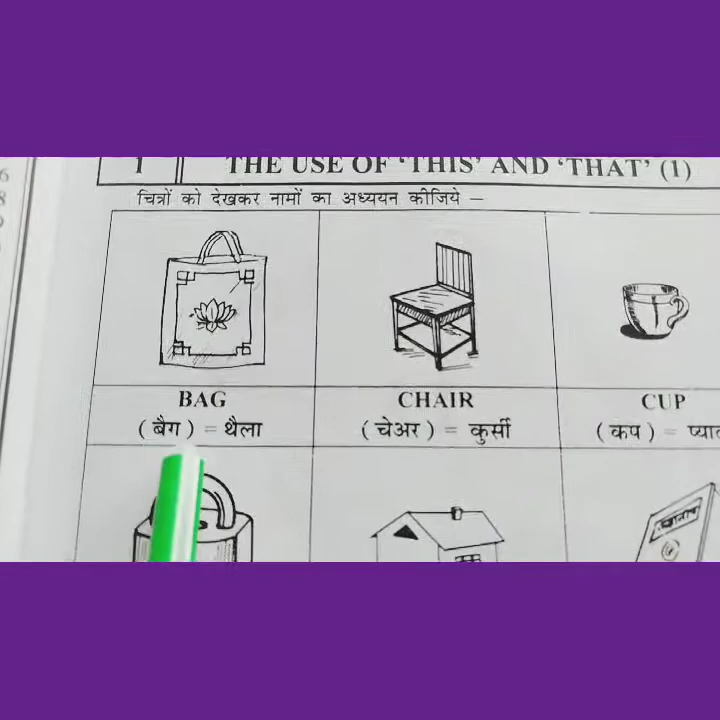 1 THE USE OF ‘THIS’ AND ‘THAT’ (1)
चित्रों को देखकर नामों का अध्ययन कीजिये –
BAG CHAIR CUP
( बैग ) = थैला ( चेअर ) = कुर्सी ( कप ) =